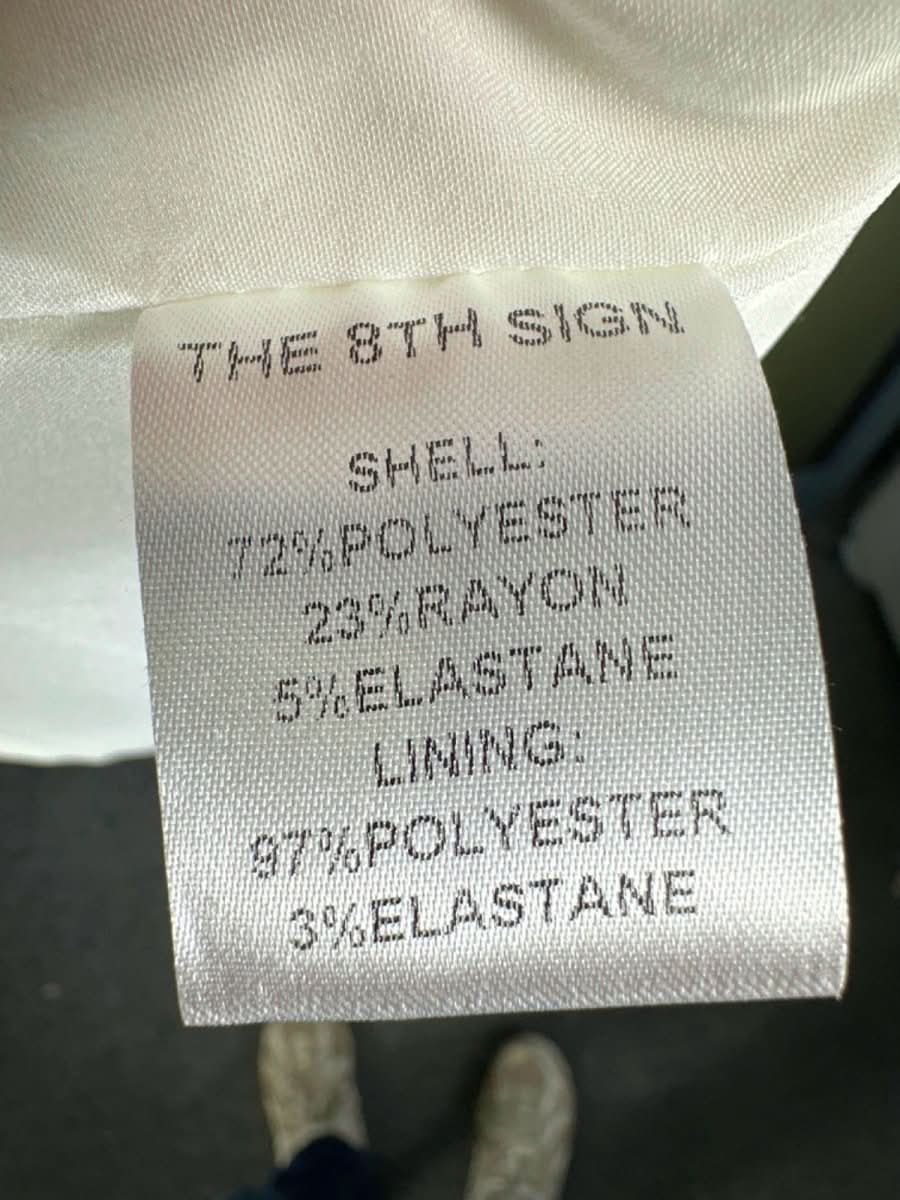 THE 8TH SIGN
SHELL:
72%POLYESTER
23%RAYON
5%ELASTANE
LINING:
97%POLYESTER
3%ELASTANE